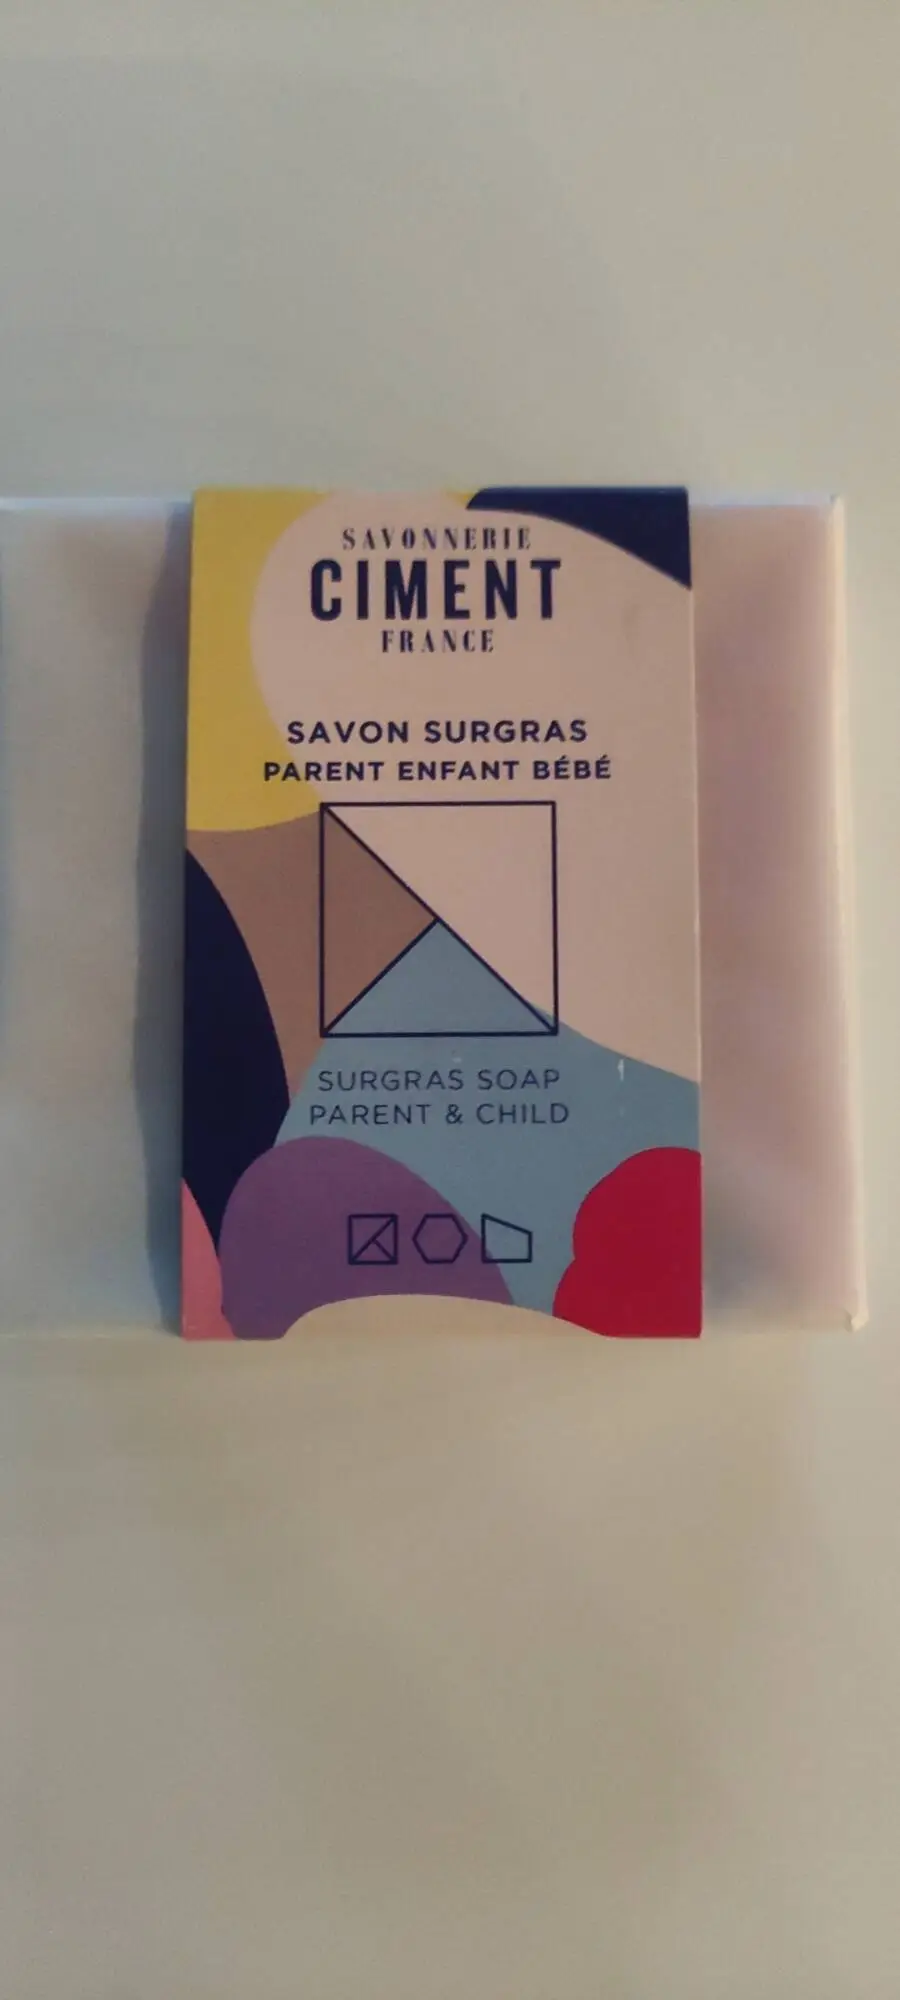 SAVONNERIE
CIMENT
FRANCE
SAVON SURGRAS
PARENT ENFANT BÉBÉ
SURGRAS SOAP
PARENT & CHILD